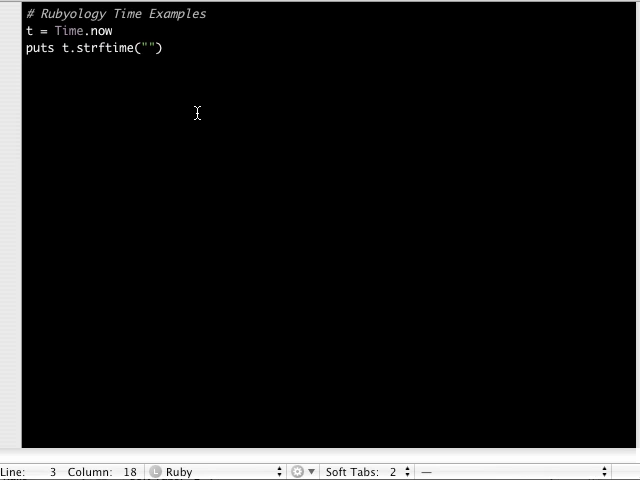 # Rubyology Time Examples
t = Time.now
puts t.strftime("")
Line: 3 Column: 18 L Ruby Soft Tabs: 2 —